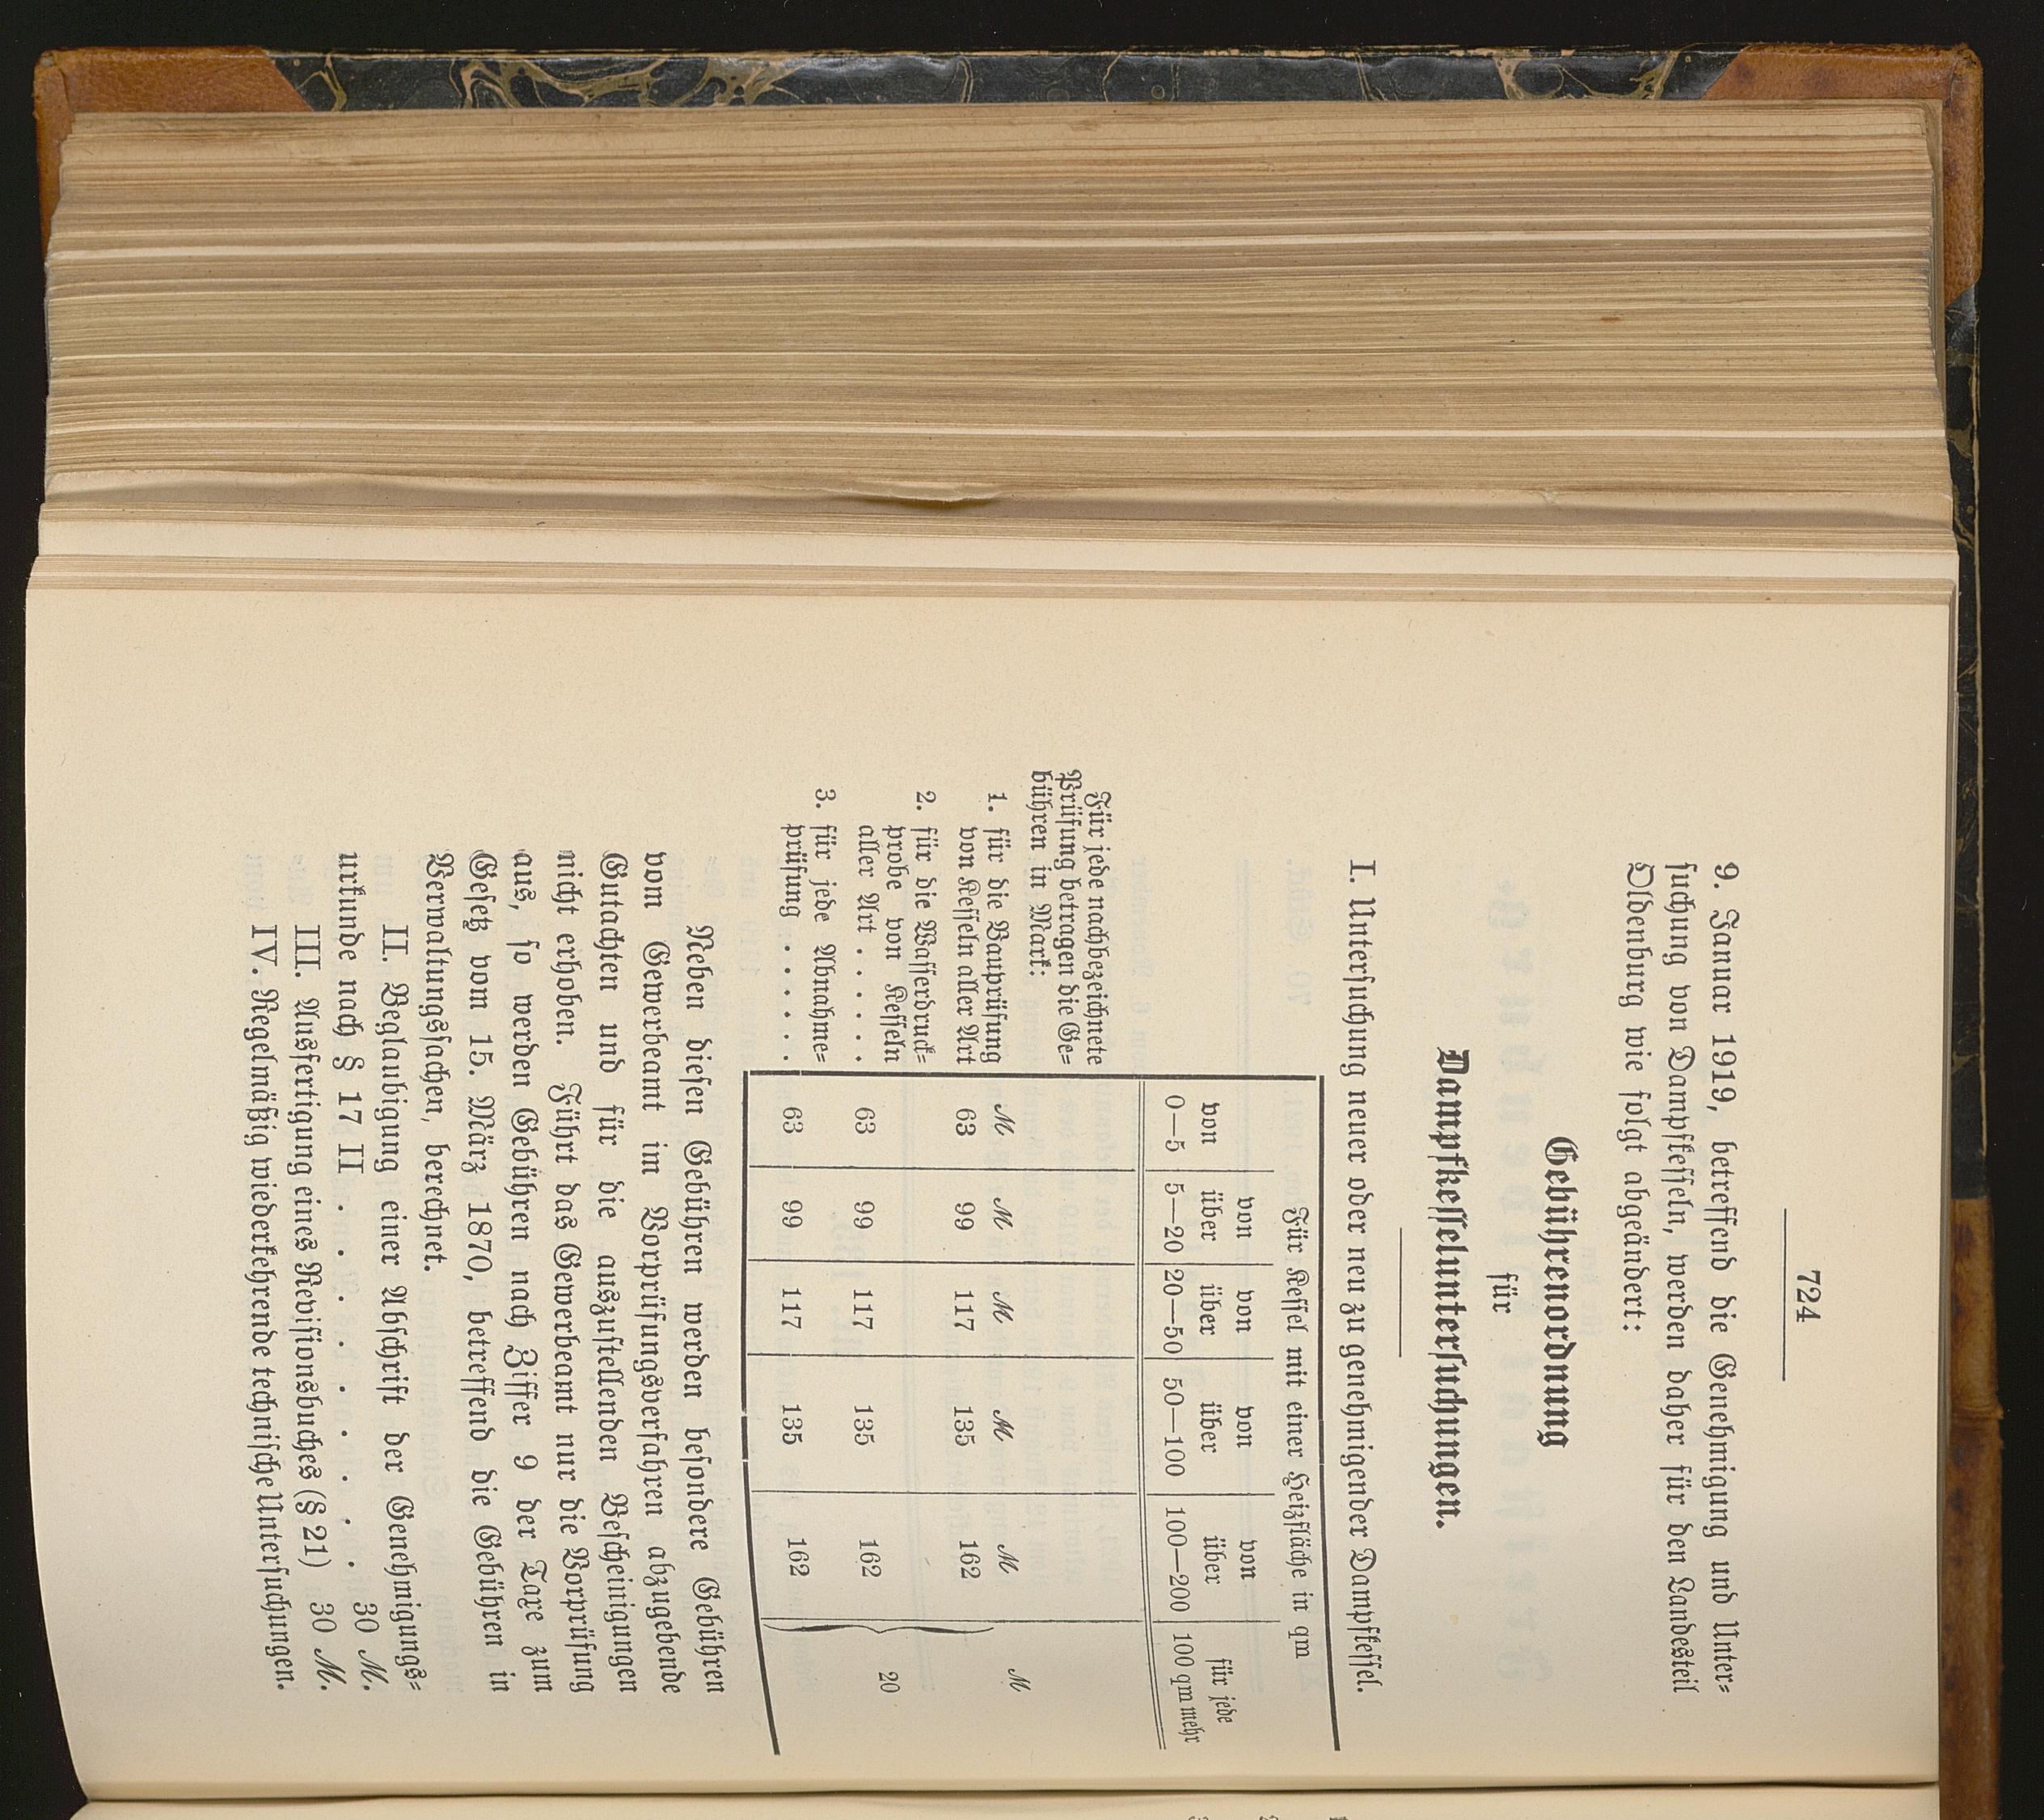 724
9. Januar 1919, betreffend die Genehmigung und Unter=
suchung von Dampfkesseln, werden daher für den Landesteil
Oldenburg wie folgt abgeändert:
Gebührenordnung
für
Dampfkesseluntersuchungen.
I. Untersuchung neuer oder neu zu genehmigender Dampfkessel.
Für Kessel mit einer Heizfläche in qm
von 0—5
von über 5—20
von über 20—50
von über 50—100
von über 100—200
für jede 100 qm mehr
Für jede nachbezeichnete
Prüfung betragen die Ge=
bühren in Mark:
ℳ ℳ ℳ ℳ ℳ ℳ
1. für die Bauprüfung
von Kesseln aller Art 63 99 117 135 162
2. für die Wasserdruck=
probe von Kesseln
aller Art . . . . . . 63 99 117 135 162 20
3. für jede Abnahme=
prüfung . . . . . . 63 99 117 135 162
Neben diesen Gebühren werden besondere Gebühren
vom Gewerbeamt im Vorprüfungsverfahren abzugebende
Gutachten und für die auszustellenden Bescheinigungen
nicht erhoben. Führt das Gewerbeamt nur die Vorprüfung
aus, so werden Gebühren nach Ziffer 9 der Taxe zum
Gesetz vom 15. März 1870, betreffend die Gebühren in
Verwaltungssachen, berechnet.
II. Beglaubigung einer Abschrift der Genehmigungs=
urkunde nach § 17 II . . . . . . . . . 30 ℳ.
III. Ausfertigung eines Revisionsbuches (§ 21) 30 ℳ.
IV. Regelmäßig wiederkehrende technische Untersuchungen.